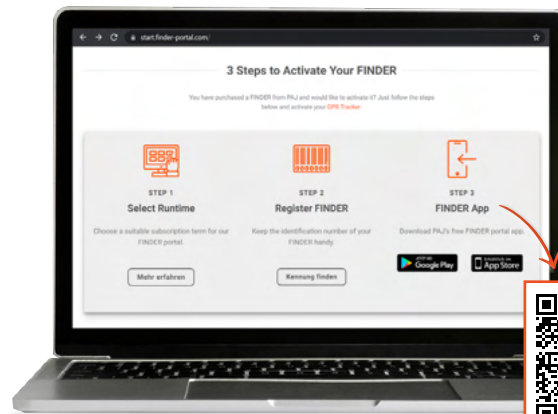 start.finder-portal.com/
3 Steps to Activate Your FINDER
You have purchased a FINDER from PAJ and would like to activate it? Just follow the steps
below and activate your GPS Tracker.
STEP 1
Select Runtime
Choose a suitable subscription term for our
FINDER portal.
Mehr erfahren
STEP 2
Register FINDER
Keep the identification number of your
FINDER handy
Kennung finden
STEP 3
FINDER App
Download PAJ's free FINDER portal app.
JETZT BEI
Google Play
App Store